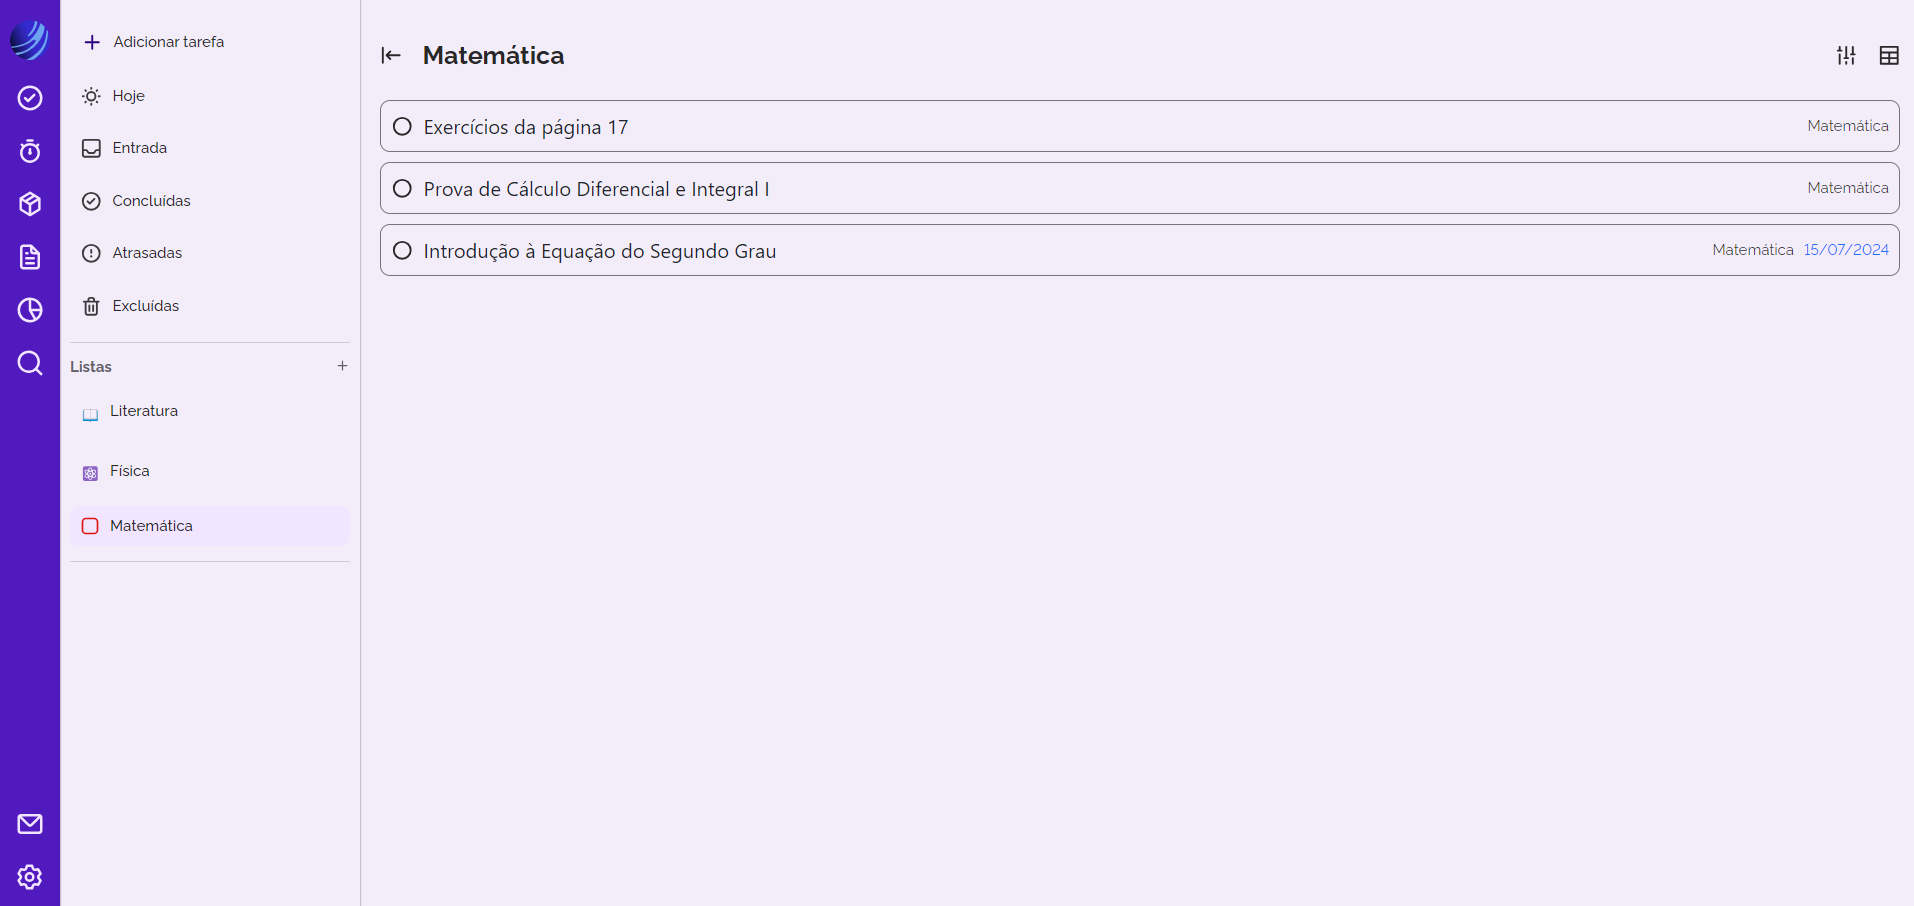 Adicionar tarefa
Hoje
Entrada
Concluídas
Atrasadas
Excluídas
Listas
Literatura
Física
Matemática
Matemática
Exercícios da página 17 Matemática
Prova de Cálculo Diferencial e Integral I Matemática
Introdução à Equação do Segundo Grau Matemática 15/07/2024